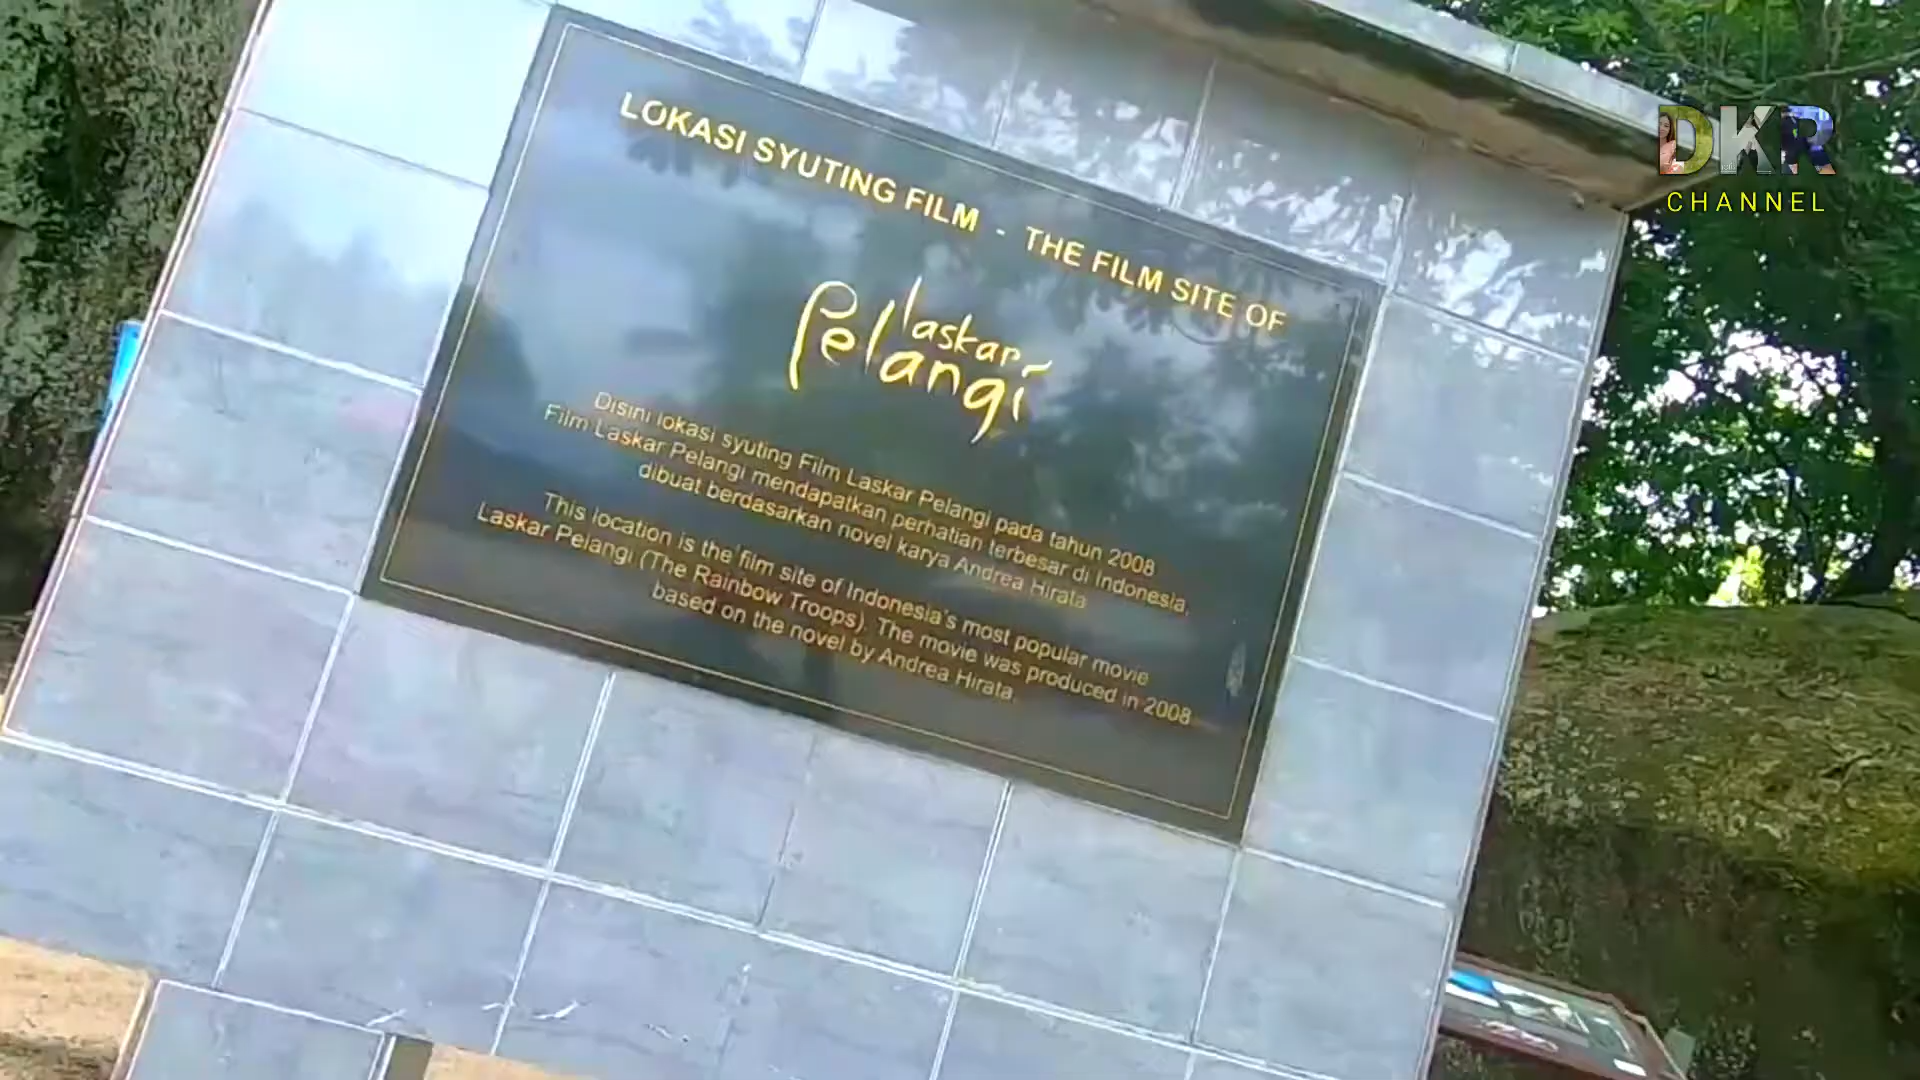 LOKASI SYUTING FILM - THE FILM SITE OF
laskar
Pelangi
Disini lokasi syuting Film Laskar Pelangi pada tahun 2008
Film Laskar Pelangi mendapatkan perhatian terbesar di Indonesia,
dibuat berdasarkan novel karya Andrea Hirata
This location is the film site of Indonesia's most popular movie
Laskar Pelangi (The Rainbow Troops). The movie was produced in 2008
based on the novel by Andrea Hirata.
DKR
CHANNEL